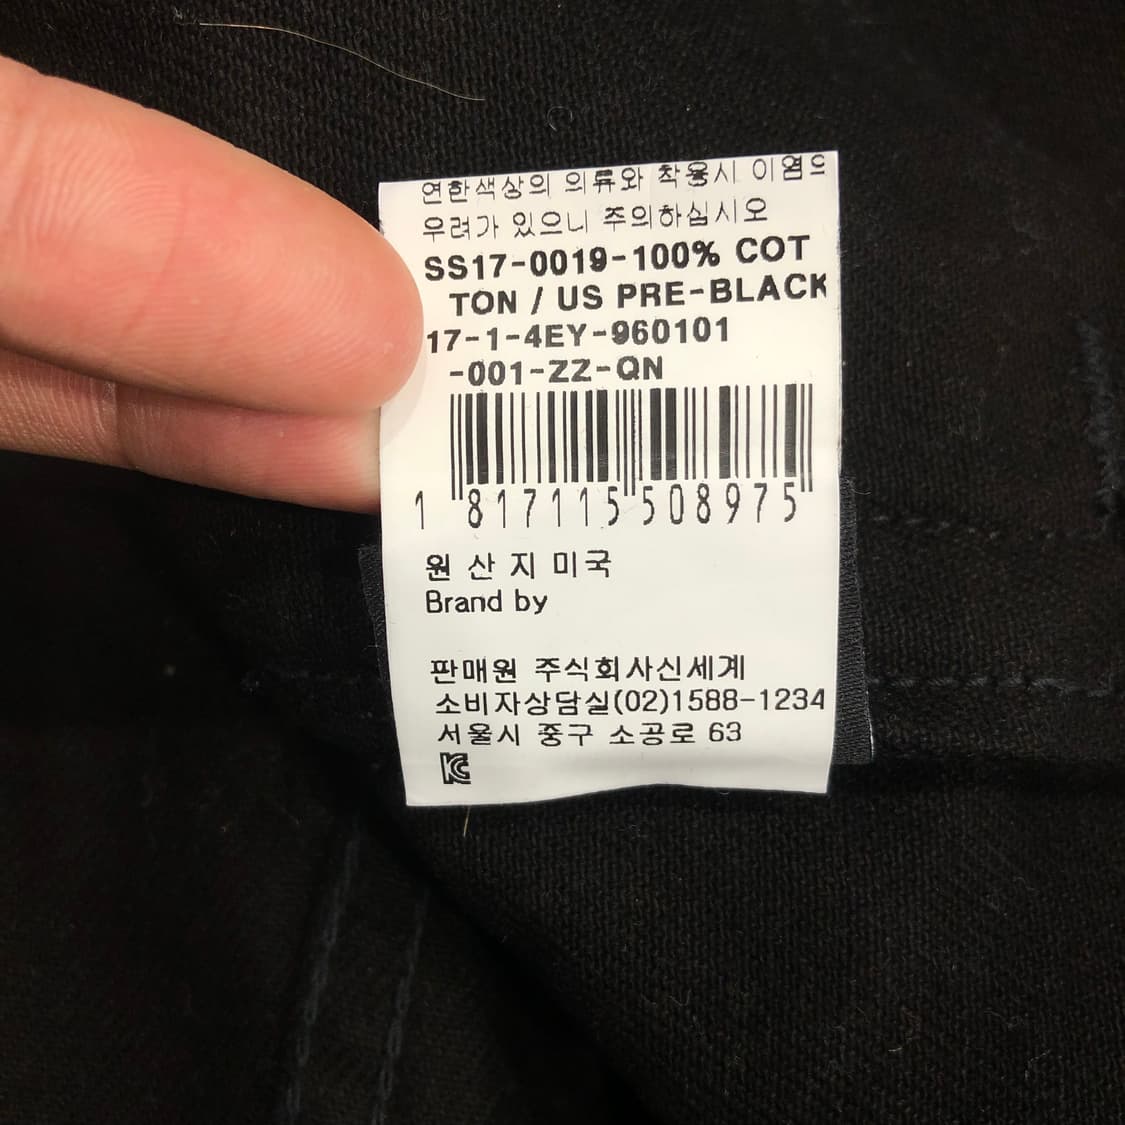 연한색상의 의류와 착용시 이염의
우려가 있으니 주의하십시오
SS17-0019-100% COT
TON / US PRE-BLACK
17-1-4EY-960101
-001-ZZ-QN
1 817115 508975
원 산 지 미국
Brand by
판매원 주식회사신세계
소비자상담실(02)1588-1234
서울시 중구 소공로 63